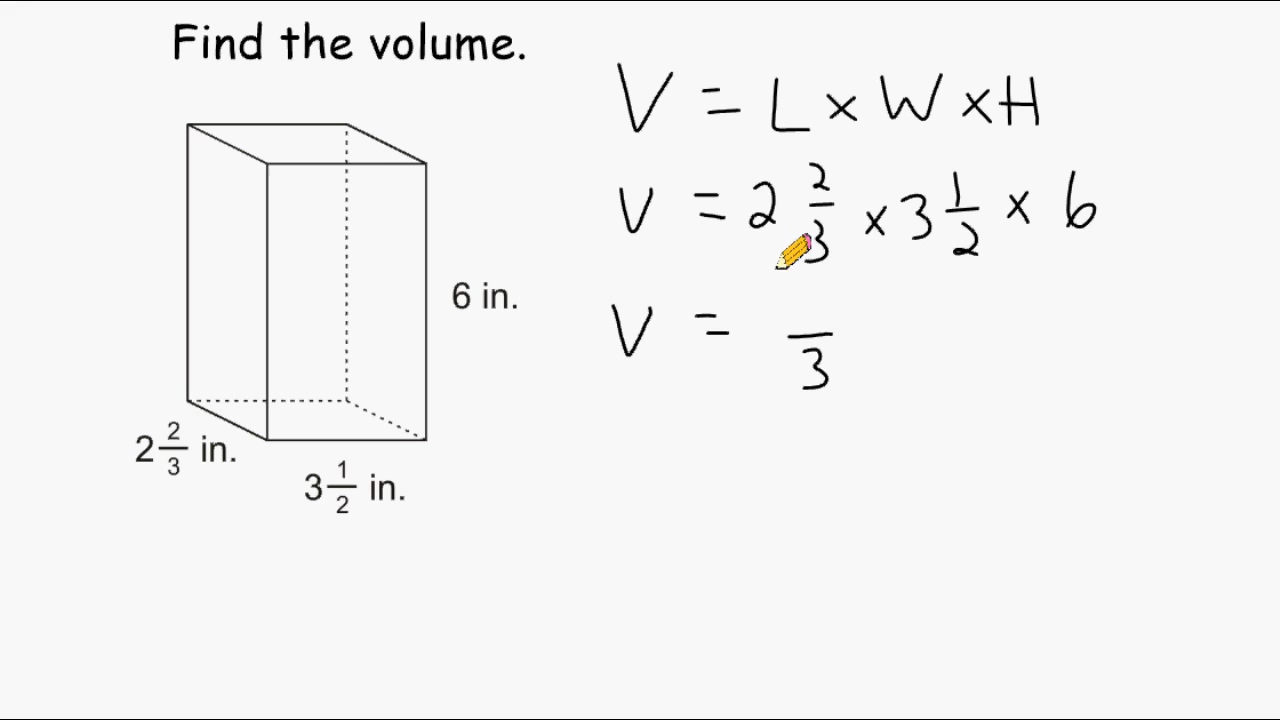 Find the volume.
V = L x W x H
V = 2 2/3 x 3 1/2 x 6
V = /3
6 in.
2 2/3 in.
3 1/2 in.